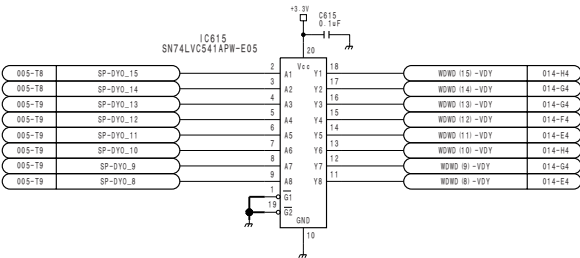 +3.3V
C615
0.1uF
IC615
SN74LVC541APW-E05
20
Vcc
005-T8 SP-DYO_15 2 A1 Y1 18 WDWD(15)-VDY 014-H4
005-T8 SP-DYO_14 3 A2 Y2 17 WDWD(14)-VDY 014-G4
005-T9 SP-DYO_13 4 A3 Y3 16 WDWD(13)-VDY 014-G4
005-T9 SP-DYO_12 5 A4 Y4 15 WDWD(12)-VDY 014-F4
005-T9 SP-DYO_11 6 A5 Y5 14 WDWD(11)-VDY 014-E4
005-T9 SP-DYO_10 7 A6 Y6 13 WDWD(10)-VDY 014-H4
005-T9 SP-DYO_9 8 A7 Y7 12 WDWD(9)-VDY 014-G4
005-T9 SP-DYO_8 9 A8 Y8 11 WDWD(8)-VDY 014-E4
1 G1
19 G2
GND
10